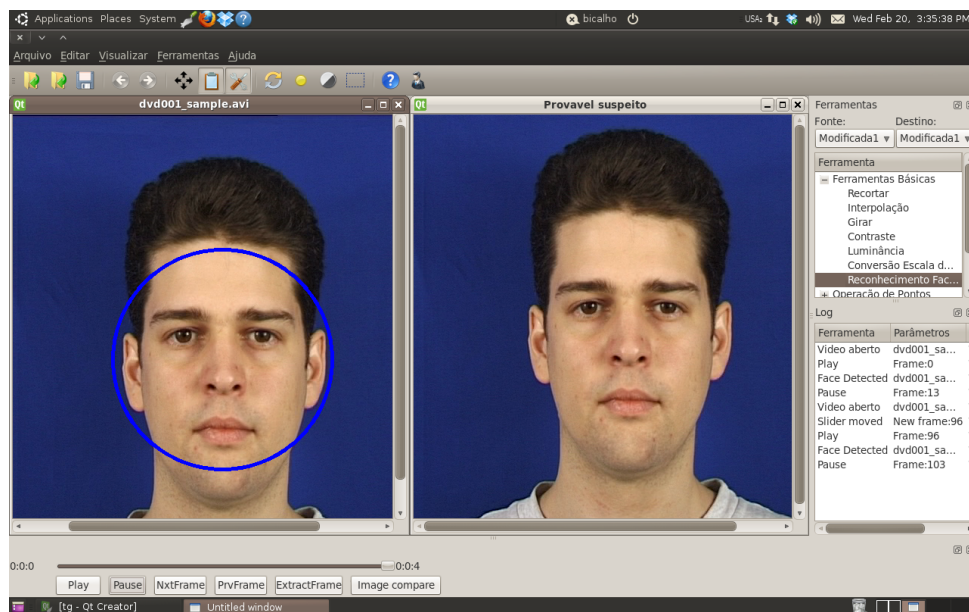 Applications Places System
bicalho
USA
Wed Feb 20, 3:35:38 PM
Arquivo Editar Visualizar Ferramentas Ajuda
Qt dvd001_sample.avi
Qt Provavel suspeito
Ferramentas
Fonte: Destino:
Modificada1 Modificada1
Ferramenta
Ferramentas Básicas
Recortar
Interpolação
Girar
Contraste
Luminância
Conversão Escala d...
Reconhecimento Fac...
Operação de Pontos
Log
Ferramenta Parâmetros
Video aberto dvd001_sa...
Play Frame:0
Face Detected dvd001_sa...
Pause Frame:13
Video aberto dvd001_sa...
Slider moved New frame:96
Play Frame:96
Face Detected dvd001_sa...
Pause Frame:103
0:0:0 0:0:4
Play Pause NxtFrame PrvFrame ExtractFrame Image compare
[tg - Qt Creator] Untitled window